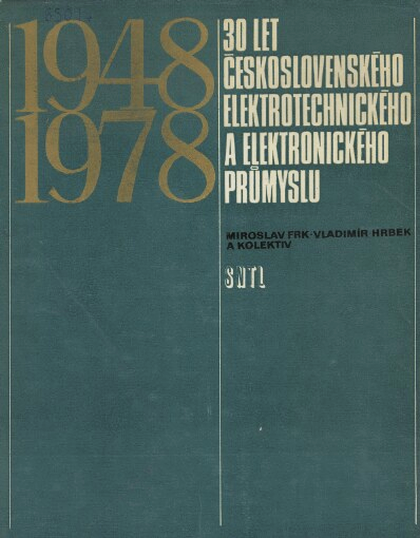 1948
1978
30 LET
ČESKOSLOVENSKÉHO
ELEKTROTECHNICKÉHO
A ELEKTRONICKÉHO
PRŮMYSLU
MIROSLAV FRK · VLADIMÍR HRBEK
A KOLEKTIV
SNTL